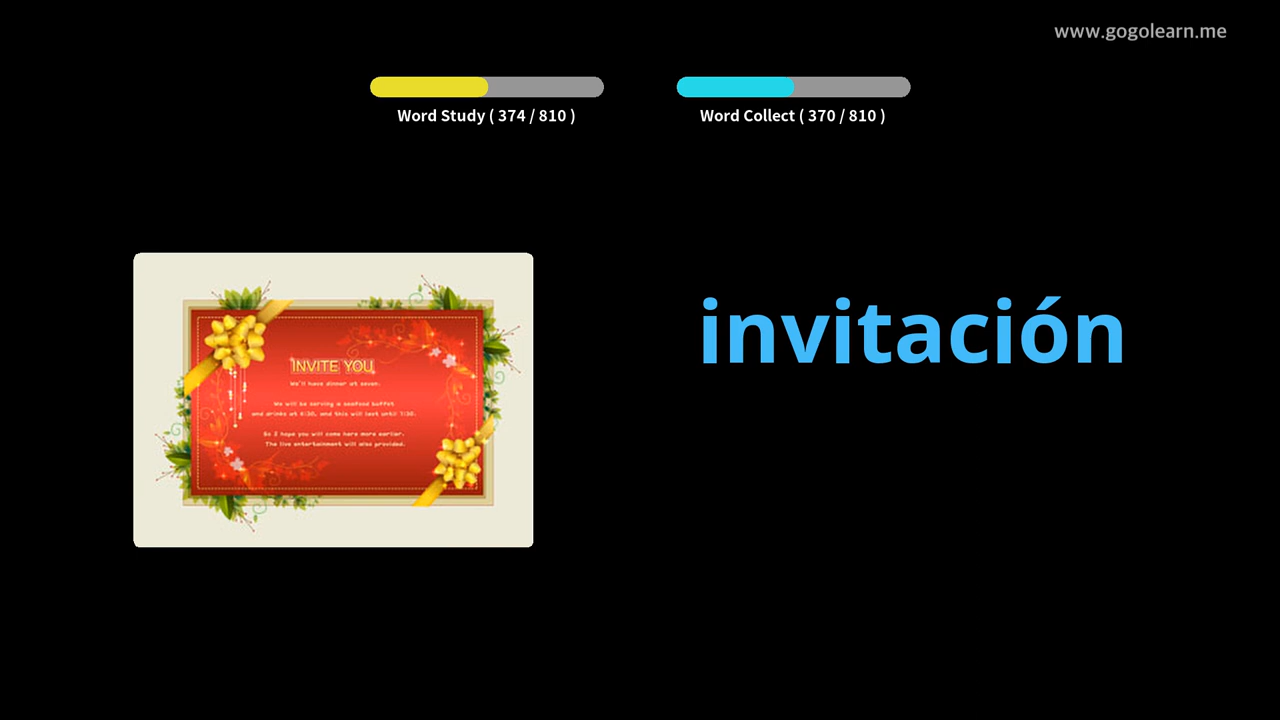 www.gogolearn.me
Word Study ( 374 / 810 )
Word Collect ( 370 / 810 )
invitación
INVITE YOU
We'll have dinner at seven.
We will be serving a seafood buffet
and drinks at 6:30, and this will last until 7:30.
So I hope you will come here more earlier.
The live entertainment will also provided.